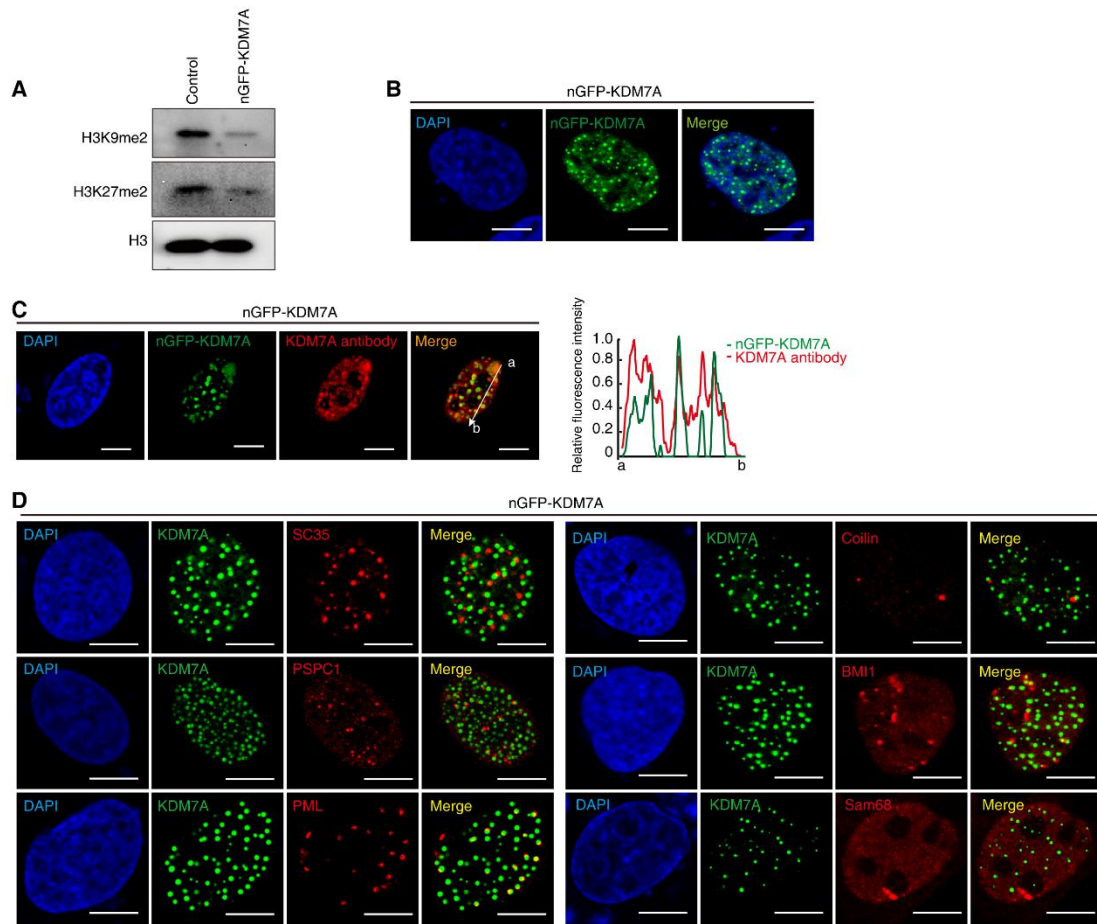 A
Control
nGFP-KDM7A
H3K9me2
H3K27me2
H3
B
nGFP-KDM7A
DAPI
nGFP-KDM7A
Merge
C
nGFP-KDM7A
DAPI
nGFP-KDM7A
KDM7A antibody
Merge
a
b
Relative fluorescence intensity
1.0
0.8
0.4
0.2
0
a
b
nGFP-KDM7A
KDM7A antibody
D
nGFP-KDM7A
DAPI
KDM7A
SC35
Merge
DAPI
KDM7A
Coilin
Merge
DAPI
KDM7A
PSPC1
Merge
DAPI
KDM7A
BMI1
Merge
DAPI
KDM7A
PML
Merge
DAPI
KDM7A
Sam68
Merge